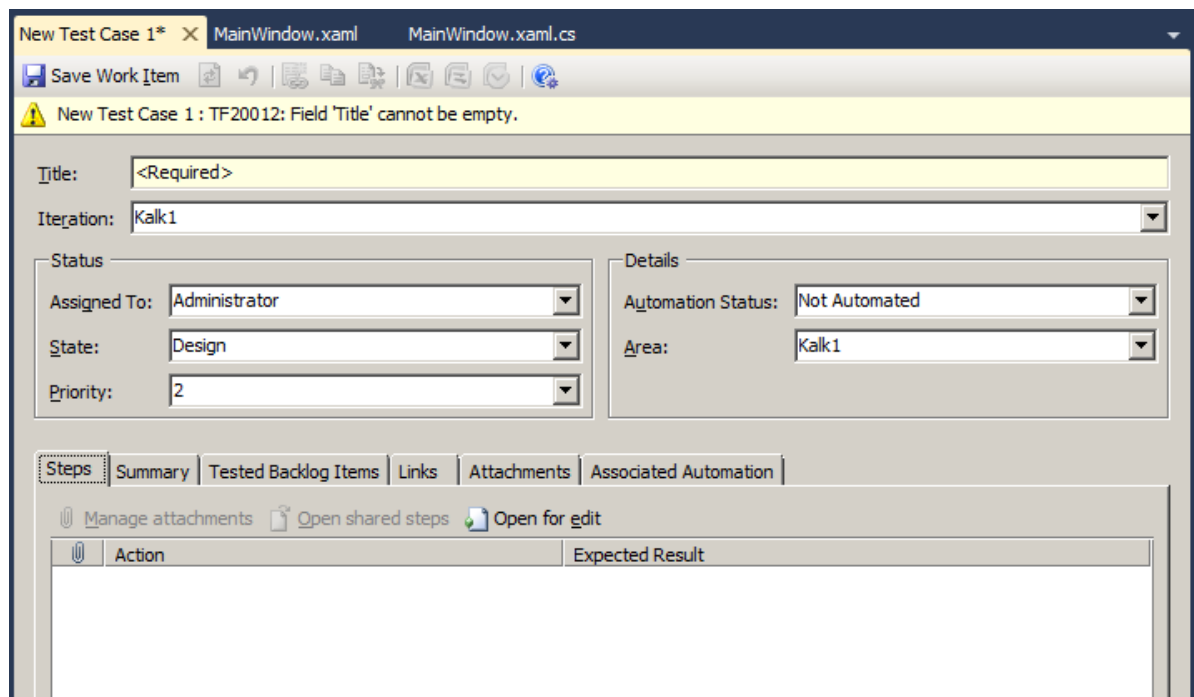 New Test Case 1* MainWindow.xaml MainWindow.xaml.cs
Save Work Item
New Test Case 1 : TF20012: Field 'Title' cannot be empty.
Title: <Required>
Iteration: Kalk1
Status Details
Assigned To: Administrator Automation Status: Not Automated
State: Design Area: Kalk1
Priority: 2
Steps Summary Tested Backlog Items Links Attachments Associated Automation
Manage attachments Open shared steps Open for edit
Action Expected Result